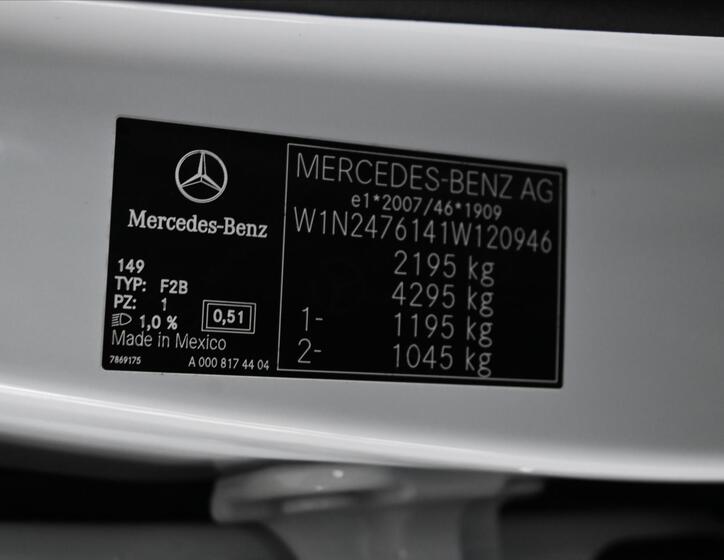 Mercedes-Benz
149
TYP: F2B
PZ: 1
1,0 %
0,51
Made in Mexico
7869175 A 000 817 44 04
MERCEDES-BENZ AG
e1*2007/46*1909
W1N2476141W120946
2195 kg
4295 kg
1- 1195 kg
2- 1045 kg